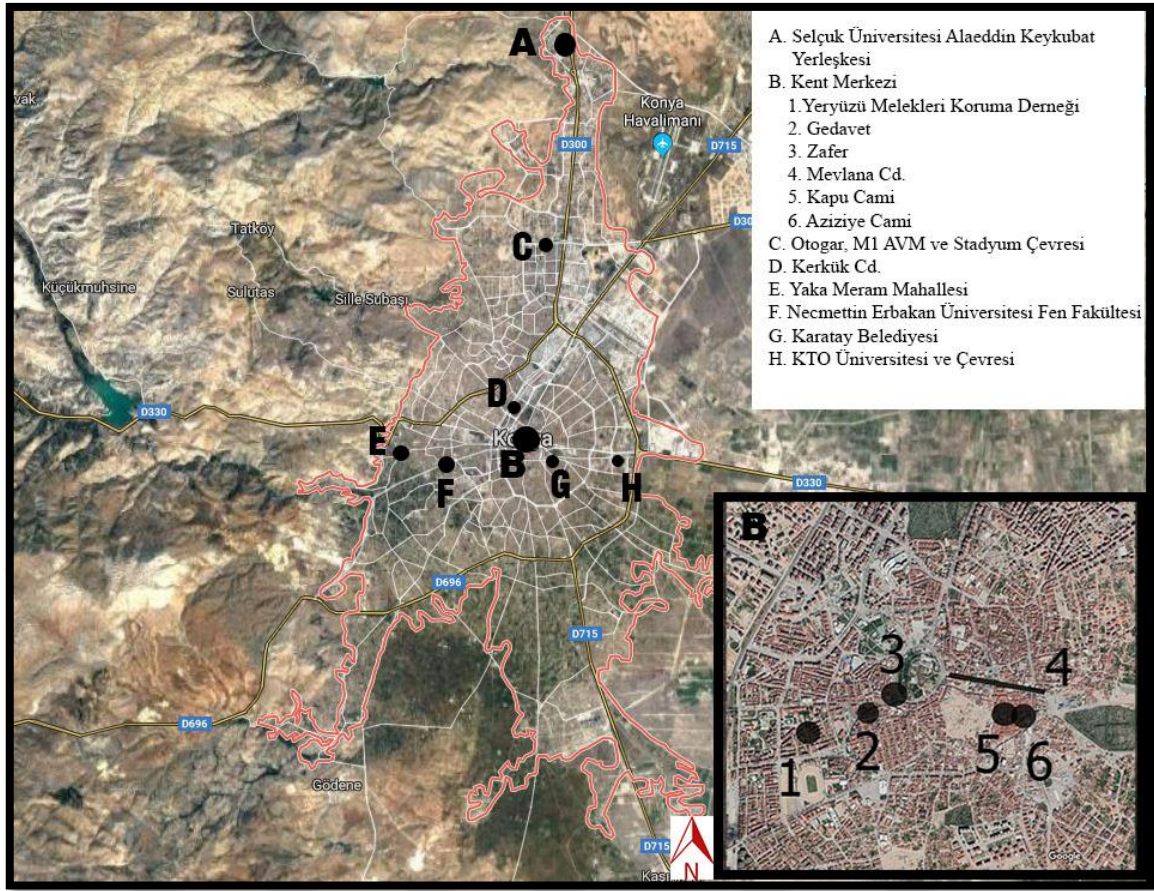 A
A. Selçuk Üniversitesi Alaeddin Keykubat
Yerleşkesi
B. Kent Merkezi
1.Yeryüzü Melekleri Koruma Derneği
2. Gedavet
3. Zafer
4. Mevlana Cd.
5. Kapu Cami
6. Aziziye Cami
C. Otogar, M1 AVM ve Stadyum Çevresi
D. Kerkük Cd.
E. Yaka Meram Mahallesi
F. Necmettin Erbakan Üniversitesi Fen Fakültesi
G. Karatay Belediyesi
H. KTO Üniversitesi ve Çevresi
vak
Konya
Havalimanı
D300
D715
D30
C
Tatköy
Küçükmuhsine
Sulutas
Sille Subaşı
D330
D
E
B
F
G
H
D330
D696
D715
D696
Gödene
D715
N
B
3
4
1
2
5
6
Google